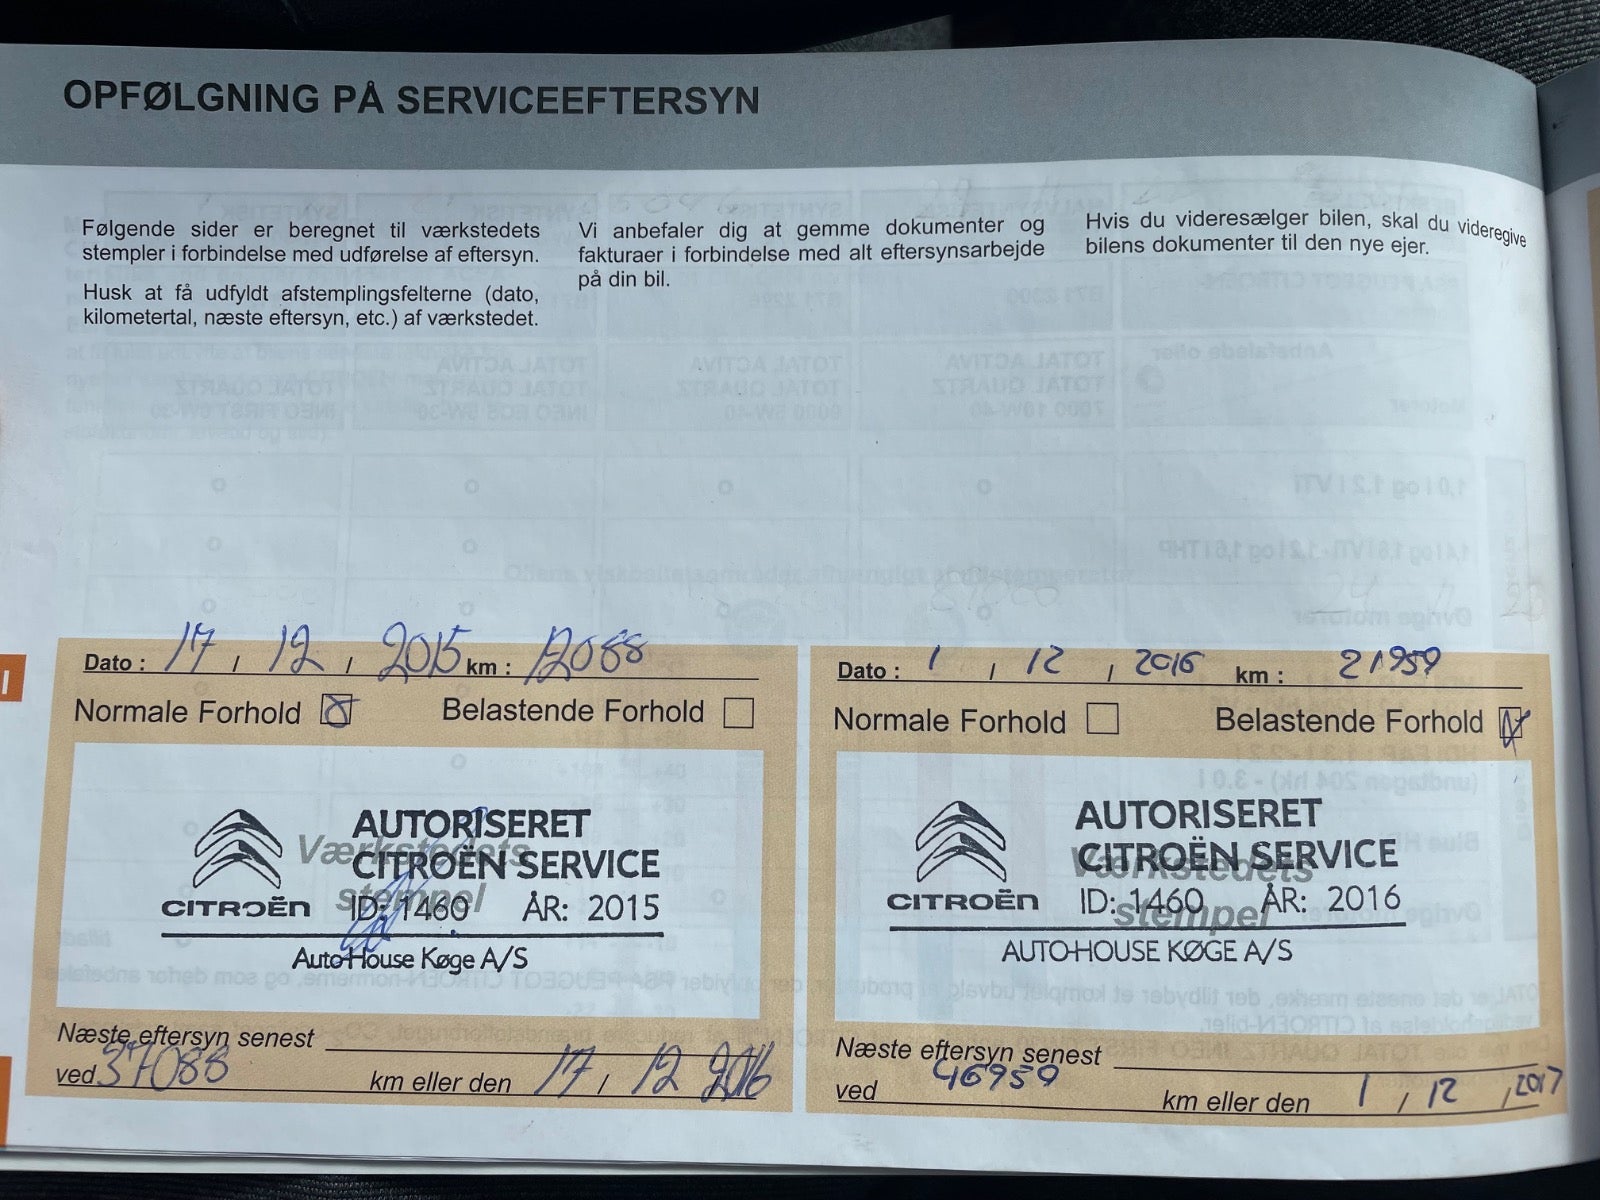 OPFØLGNING PÅ SERVICEEFTERSYN
Følgende sider er beregnet til værkstedets
stempler i forbindelse med udførelse af eftersyn.
Husk at få udfyldt afstemplingsfelterne (dato,
kilometertal, næste eftersyn, etc.) af værkstedet.
Vi anbefaler dig at gemme dokumenter og
fakturaer i forbindelse med alt eftersynsarbejde
på din bil.
Hvis du videresælger bilen, skal du videregive
bilens dokumenter til den nye ejer.
Dato : 17 / 12 / 2015 km : 12088
Normale Forhold Belastende Forhold
Værkstedets
stempel
AUTORISERET
CITROËN SERVICE
CITROËN ID: 1460 ÅR: 2015
Auto-House Køge A/S
Næste eftersyn senest
ved 37088 km eller den 17 / 12 2016
Dato : 1 / 12 / 2016 km : 21959
Normale Forhold Belastende Forhold
Værkstedets
stempel
AUTORISERET
CITROËN SERVICE
CITROËN ID: 1460 ÅR: 2016
AUTO-HOUSE KØGE A/S
Næste eftersyn senest
ved 46959 km eller den 1 / 12 / 2017